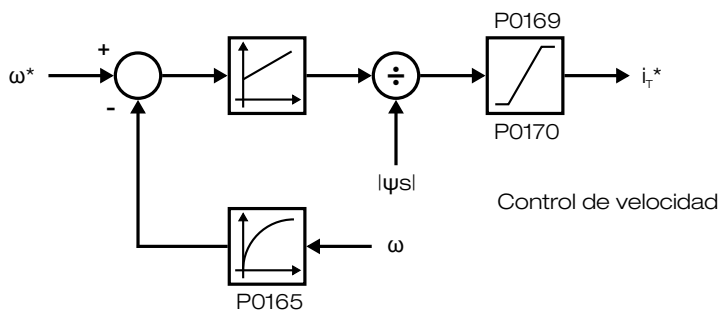 P0169
+
ω*
÷
i_T*
-
P0170
|ψs|
Control de velocidad
ω
P0165